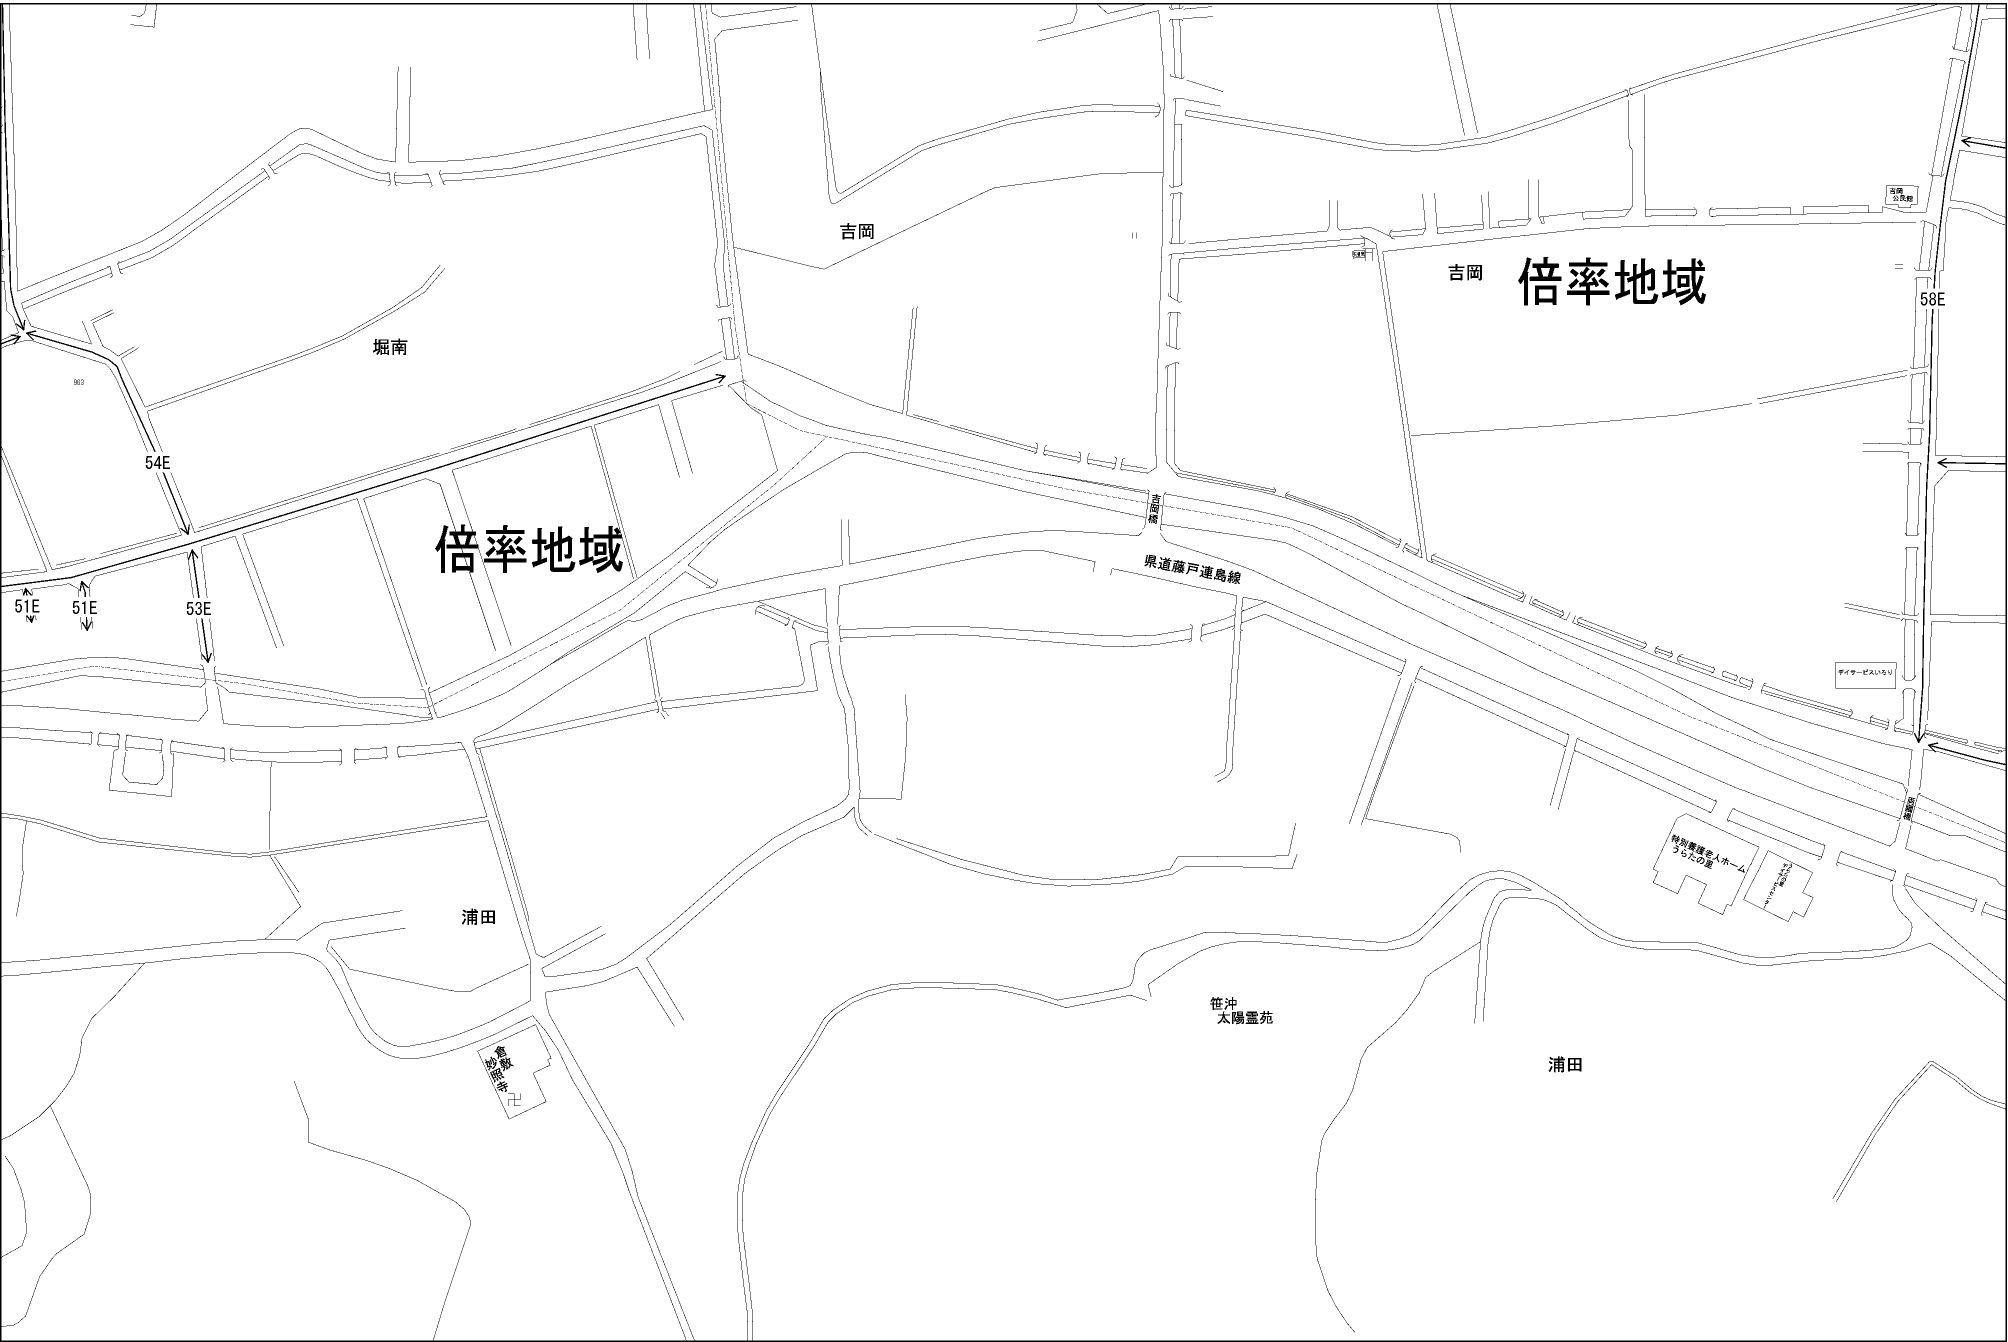 吉岡
公民館
吉岡
吉岡
倍率地域
58E
堀南
903
54E
吉岡橋
倍率地域
県道藤戸連島線
51E
51E
53E
デイサービスいろり
特別養護老人ホーム
うらたの里
浦田
笹沖
太陽霊苑
倉敷
妙照寺
浦田